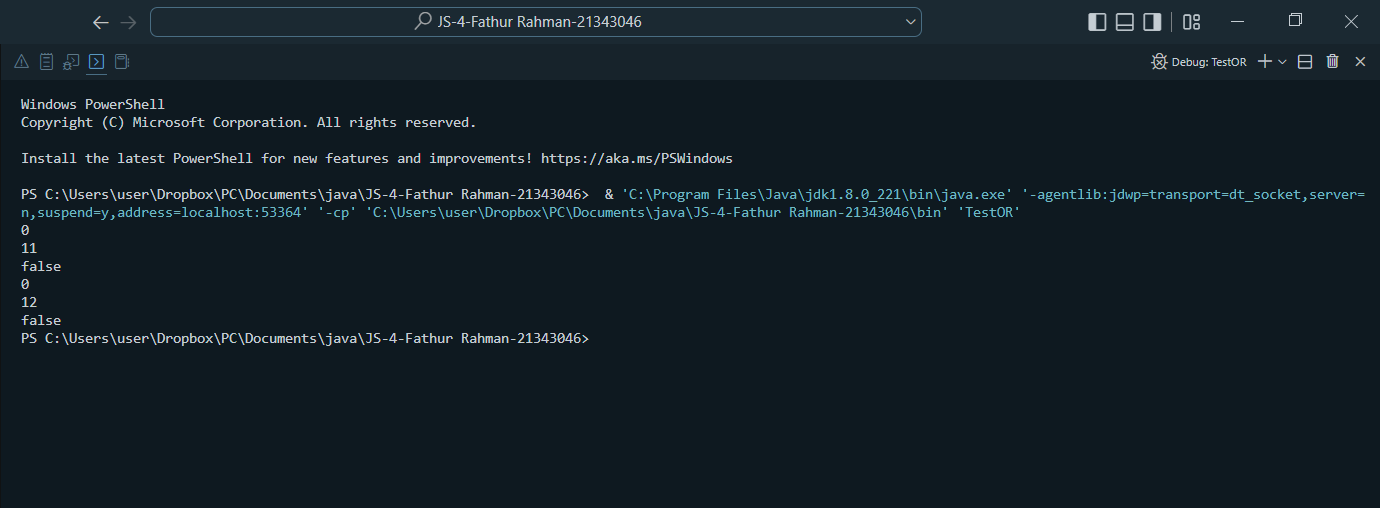 JS-4-Fathur Rahman-21343046
Debug: TestOR
Windows PowerShell
Copyright (C) Microsoft Corporation. All rights reserved.
Install the latest PowerShell for new features and improvements! https://aka.ms/PSWindows
PS C:\Users\user\Dropbox\PC\Documents\java\JS-4-Fathur Rahman-21343046>  & 'C:\Program Files\Java\jdk1.8.0_221\bin\java.exe' '-agentlib:jdwp=transport=dt_socket,server=
n,suspend=y,address=localhost:53364' '-cp' 'C:\Users\user\Dropbox\PC\Documents\java\JS-4-Fathur Rahman-21343046\bin' 'TestOR'
0
11
false
0
12
false
PS C:\Users\user\Dropbox\PC\Documents\java\JS-4-Fathur Rahman-21343046>